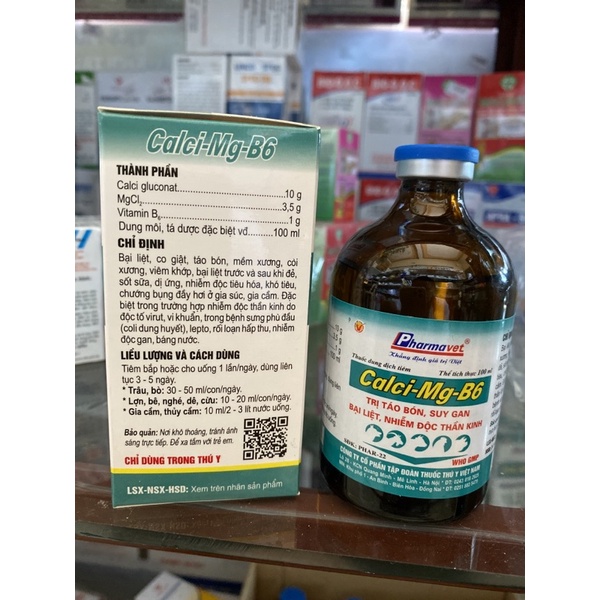 Calci-Mg-B6
THÀNH PHẦN
Calci gluconat 10 g
MgCl2 3,5 g
Vitamin B6 1 g
Dung môi, tá dược đặc biệt vđ 100 ml
CHỈ ĐỊNH
Bại liệt, co giật, táo bón, mềm xương, còi
xương, viêm khớp, bại liệt trước và sau khi đẻ,
sốt sữa, dị ứng, nhiễm độc tiêu hóa, khó tiêu,
chướng bụng đầy hơi ở gia súc, gia cầm. Đặc
biệt trong trường hợp nhiễm độc thần kinh do
độc tố virut, vi khuẩn, trong bệnh sưng phù đầu
(coli dung huyết), lepto, rối loạn hấp thu, nhiễm
độc gan, báng nước.
LIỀU LƯỢNG VÀ CÁCH DÙNG
Tiêm bắp hoặc cho uống 1 lần/ngày, dùng liên
tục 3 - 5 ngày.
* Trâu, bò: 30 - 50 ml/con/ngày.
* Lợn, bê, nghé, dê, cừu: 10 - 20 ml/con/ngày.
* Gia cầm, thủy cầm: 10 ml/2 - 3 lít nước uống.
Bảo quản: Nơi khô thoáng, tránh ánh
sáng trực tiếp. Để xa tầm với trẻ em.
CHỈ DÙNG TRONG THÚ Y
LSX-NSX-HSD: Xem trên nhãn sản phẩm
Pharmavet
Khẳng định giá trị Việt
Thuốc dung dịch tiêm
Thể tích thực 100 ml
Calci-Mg-B6
TRỊ TÁO BÓN, SUY GAN
BẠI LIỆT, NHIỄM ĐỘC THẦN KINH
SĐK: PHAR-22
WHO GMP
CÔNG TY CỔ PHẦN TẬP ĐOÀN THUỐC THÚ Y VIỆT NAM